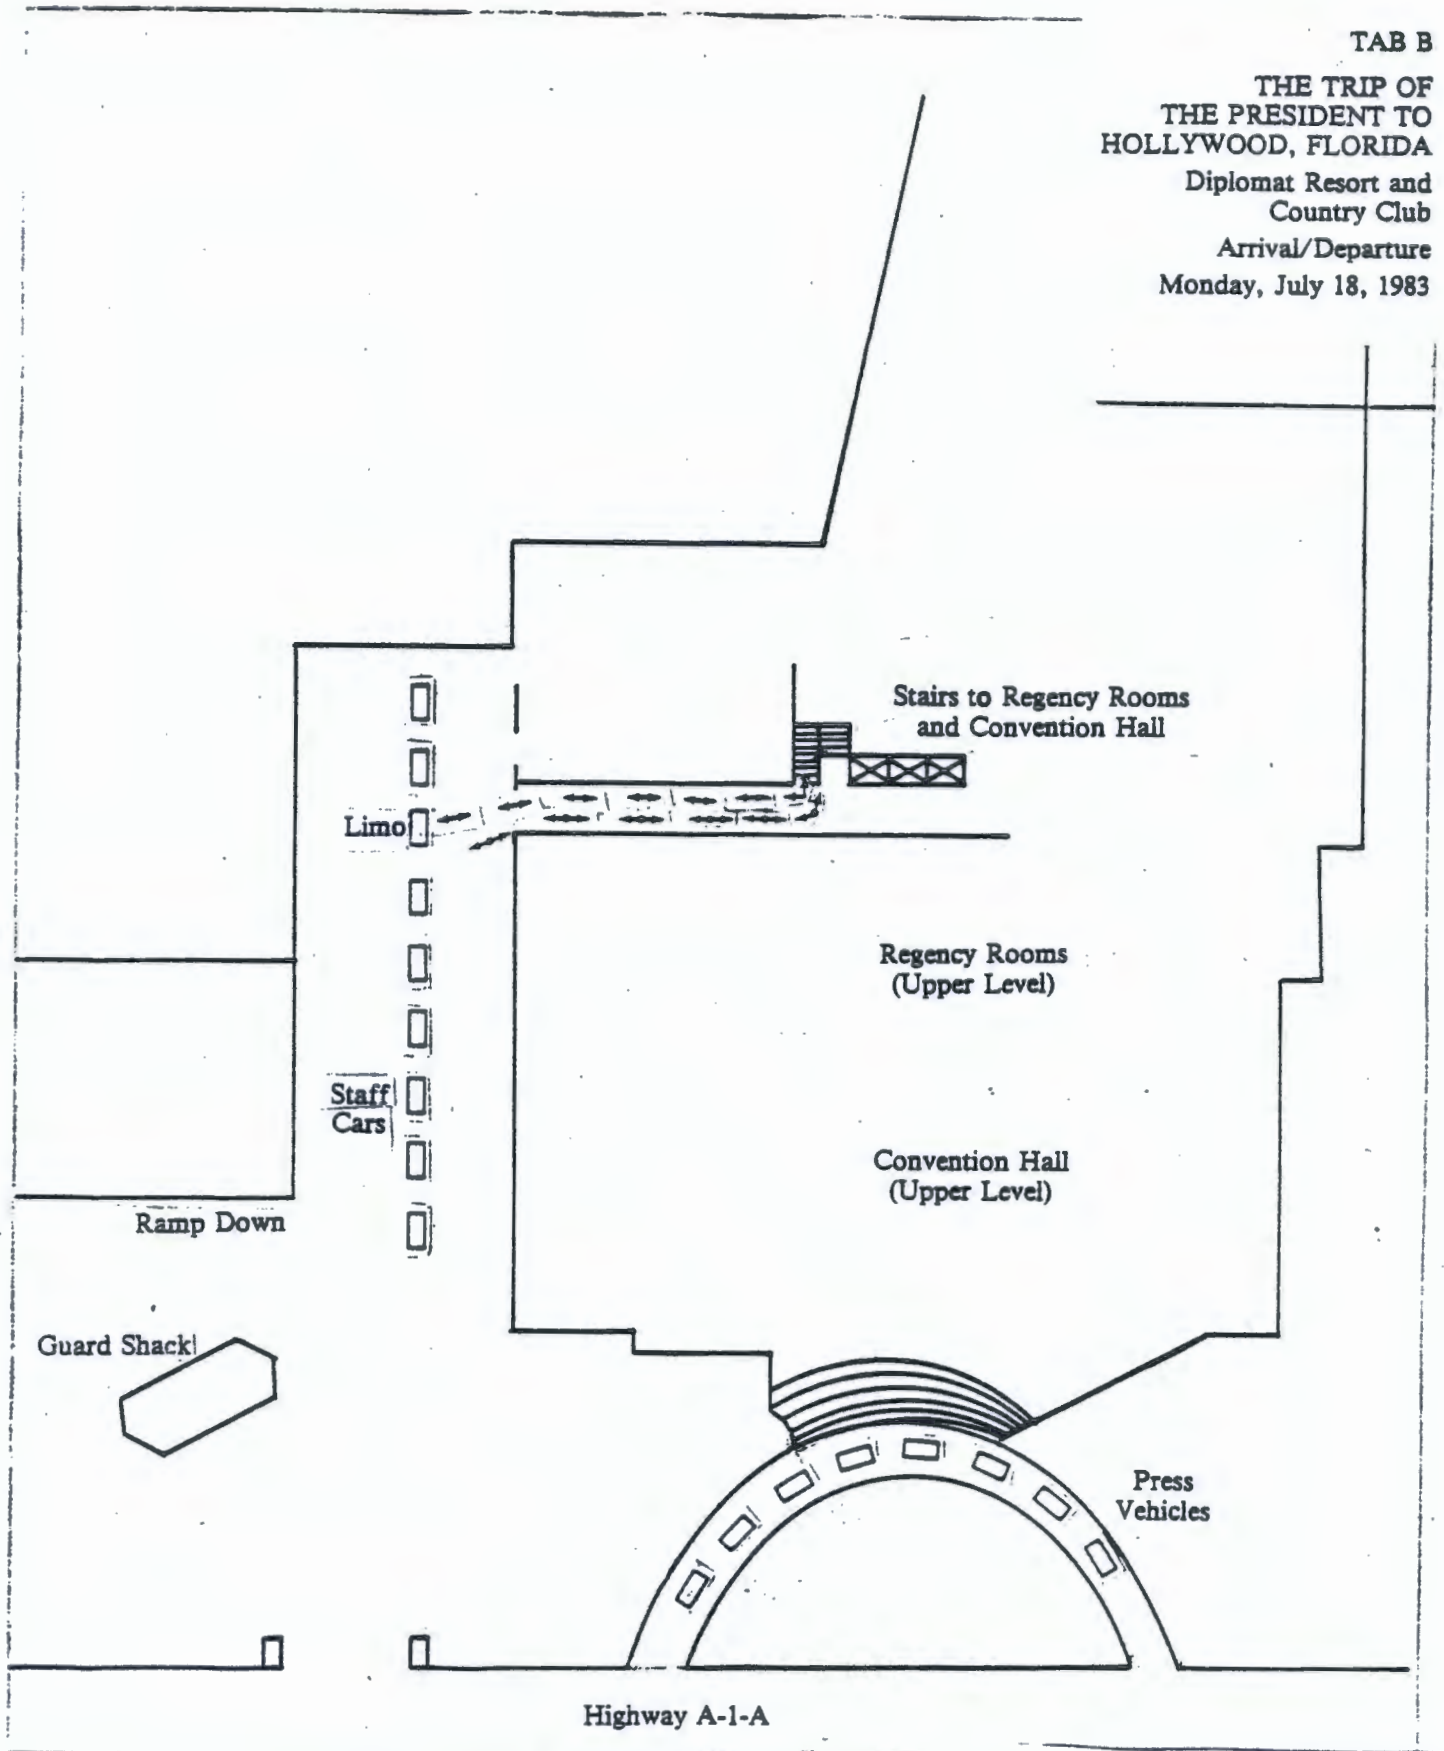 TAB B
THE TRIP OF
THE PRESIDENT TO
HOLLYWOOD, FLORIDA
Diplomat Resort and
Country Club
Arrival/Departure
Monday, July 18, 1983
Stairs to Regency Rooms
and Convention Hall
Limo
Regency Rooms
(Upper Level)
Staff
Cars
Convention Hall
(Upper Level)
Ramp Down
Guard Shack
Press
Vehicles
Highway A-1-A